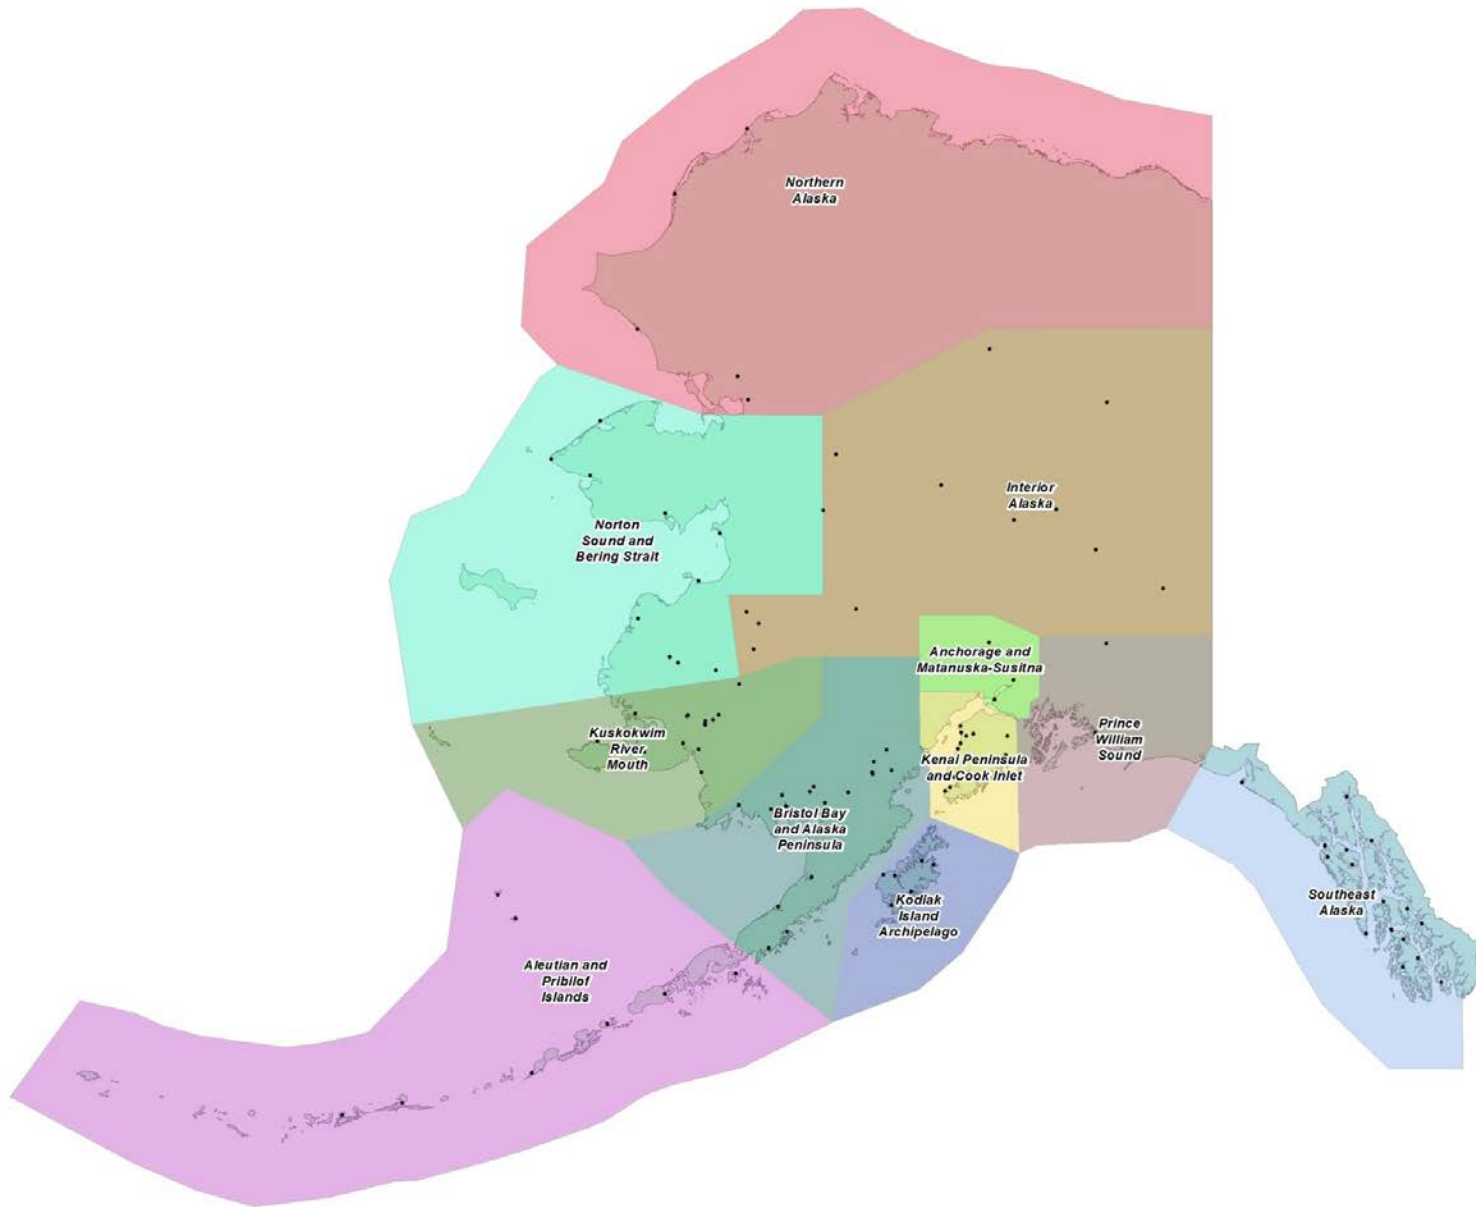 Northern
Alaska
Interior
Alaska
Norton
Sound and
Bering Strait
Anchorage and
Matanuska-Susitna
Kuskokwim
River
Mouth
Prince
William
Sound
Kenai Peninsula
and Cook Inlet
Bristol Bay
and Alaska
Peninsula
Kodiak
Island
Archipelago
Southeast
Alaska
Aleutian and
Pribilof
Islands